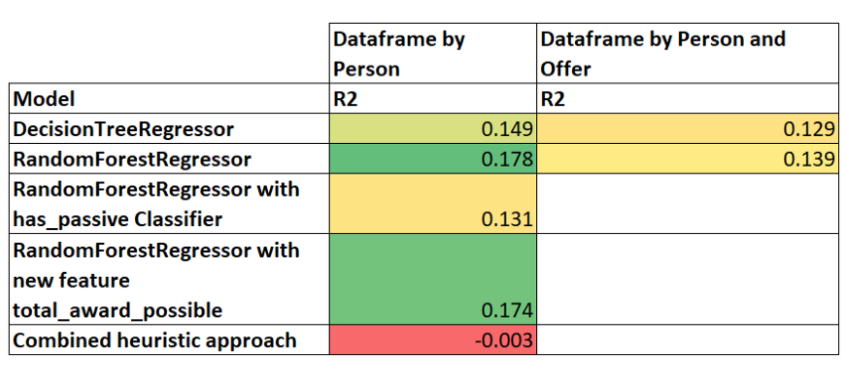 Dataframe by Person and
Dataframe by
Person
Offer
Model
R2
R2
DecisionTreeRegressor
0.149
0.129
RandomForestRegressor
0.178
0.139
RandomForestRegressor with
has_passive Classifier
0.131
RandomForestRegressor with
new feature
total_award_possible
0.174
Combined heuristic approach
-0.003